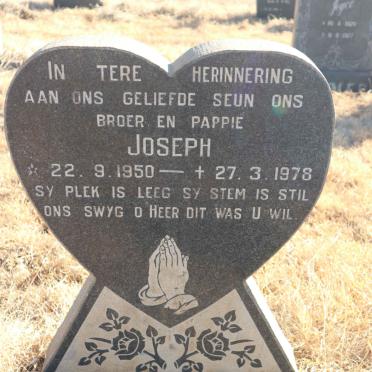 IN TERE HERINNERING
AAN ONS GELIEFDE SEUN ONS
BROER EN PAPPIE
JOSEPH
☆ 22.9.1950 — + 27.3.1978
SY PLEK IS LEEG SY STEM IS STIL
ONS SWYG O HEER DIT WAS U WIL